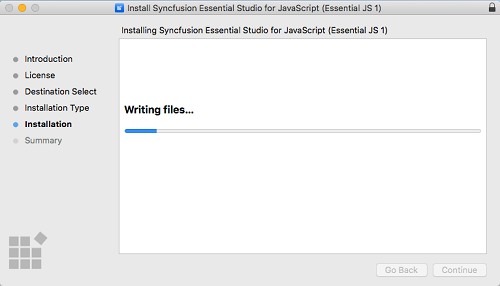 Install Syncfusion Essential Studio for JavaScript (Essential JS 1)
Installing Syncfusion Essential Studio for JavaScript (Essential JS 1)
Introduction
License
Destination Select
Installation Type
Installation
Summary
Writing files...
Go Back
Continue